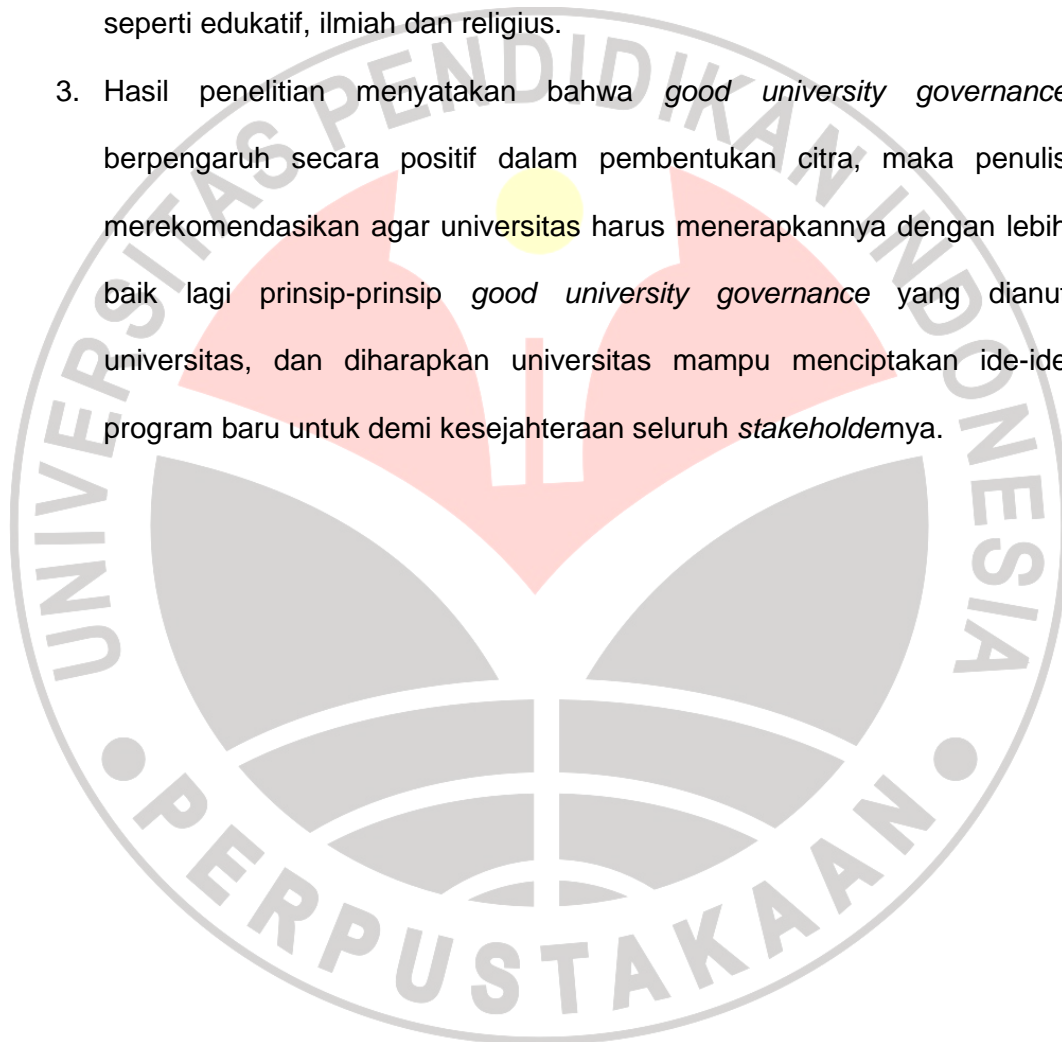 seperti edukatif, ilmiah dan religius.
3. Hasil penelitian menyatakan bahwa good university governance
berpengaruh secara positif dalam pembentukan citra, maka penulis
merekomendasikan agar universitas harus menerapkannya dengan lebih
baik lagi prinsip-prinsip good university governance yang dianut
universitas, dan diharapkan universitas mampu menciptakan ide-ide
program baru untuk demi kesejahteraan seluruh stakeholdernya.
UNIVERSITAS PENDIDIKAN INDONESIA
PERPUSTAKAAN